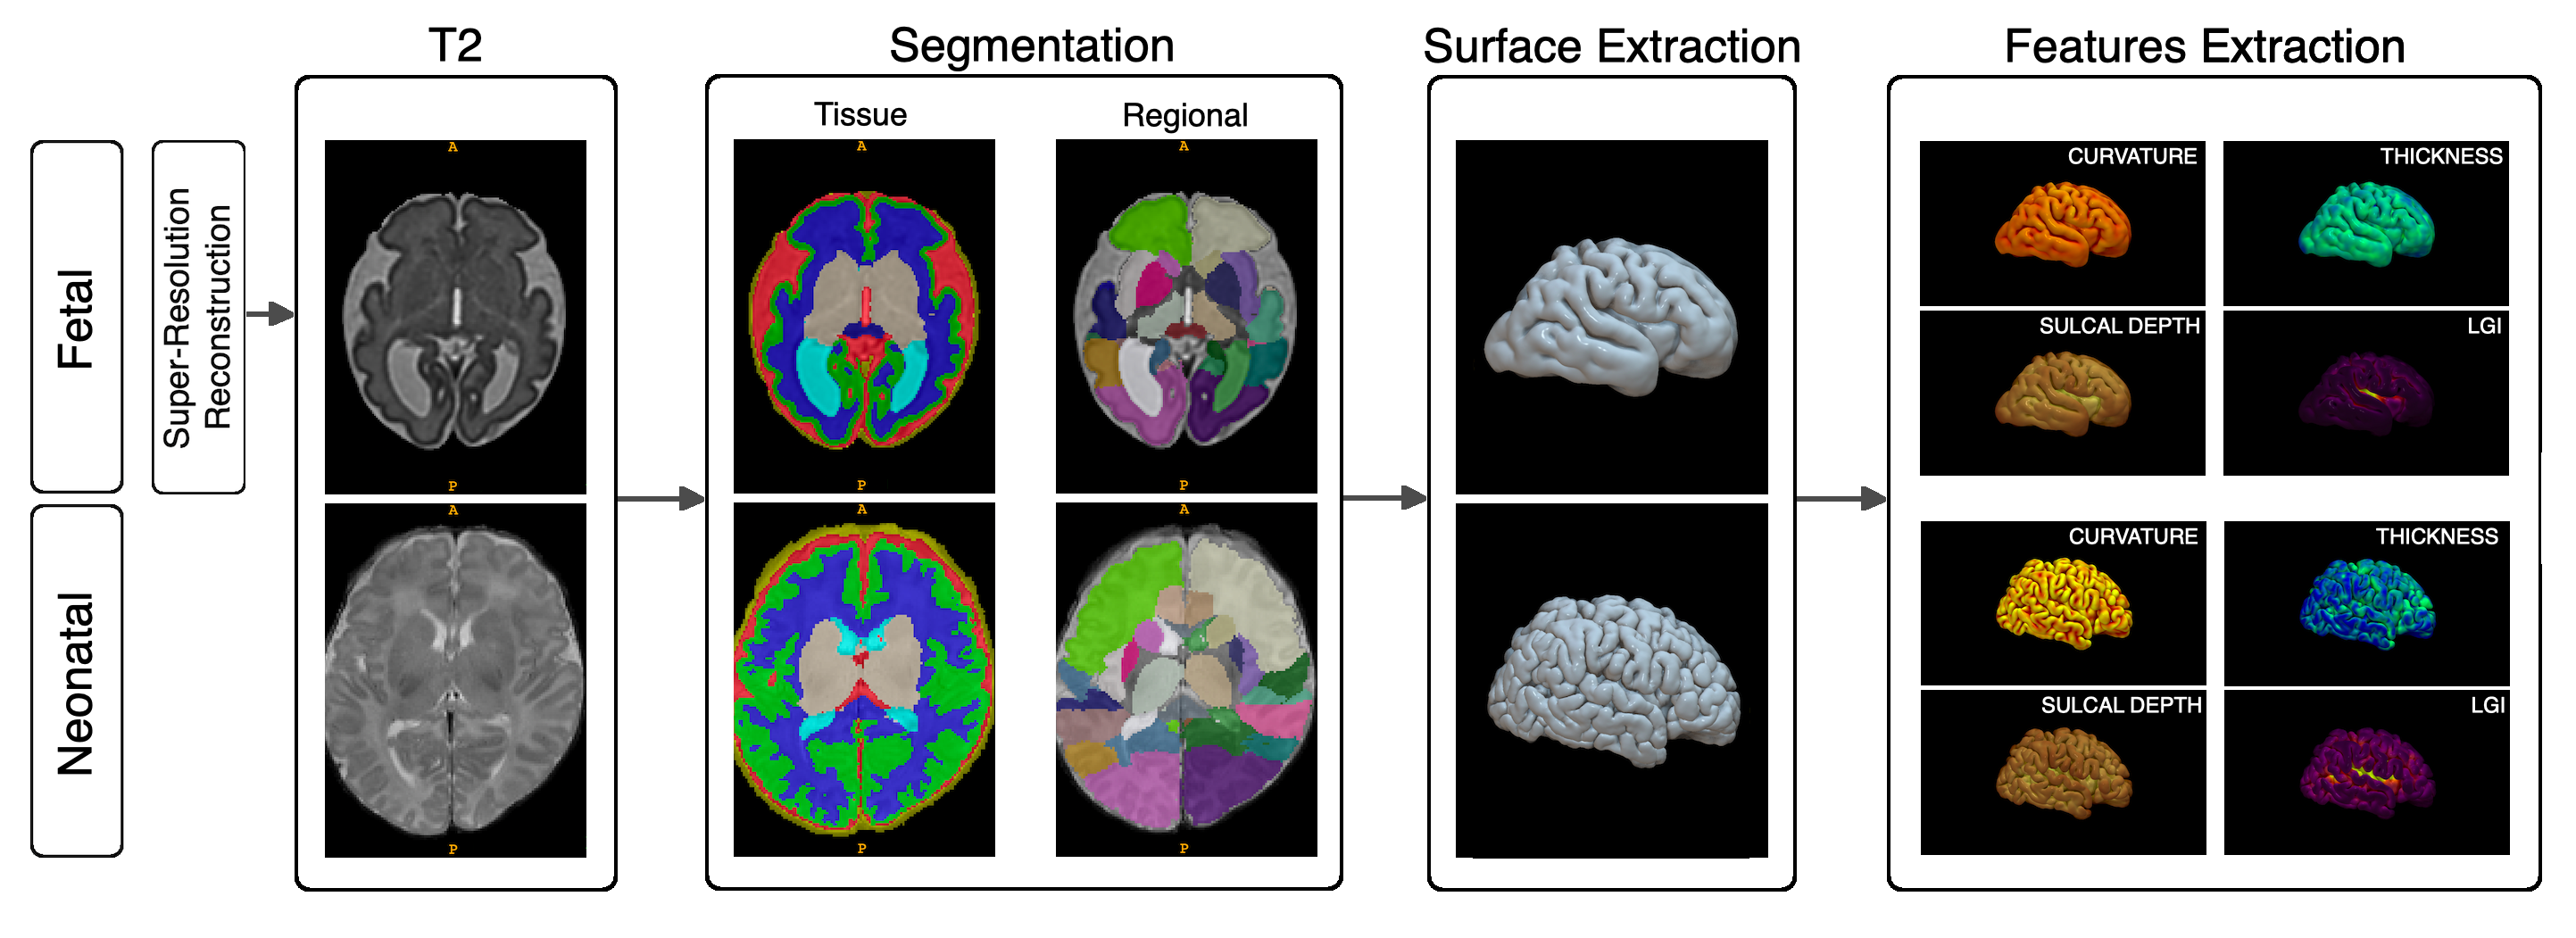 T2
Segmentation
Surface Extraction
Features Extraction
Tissue
Regional
Fetal
Super-Resolution
Reconstruction
A
P
A
P
A
P
CURVATURE
THICKNESS
SULCAL DEPTH
LGI
Neonatal
A
P
A
P
A
P
CURVATURE
THICKNESS
SULCAL DEPTH
LGI